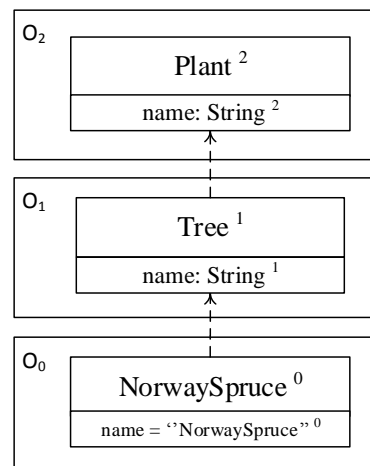 O₂
Plant ²
name: String ²
O₁
Tree ¹
name: String ¹
O₀
NorwaySpruce ⁰
name = ‘’NorwaySpruce’’ ⁰